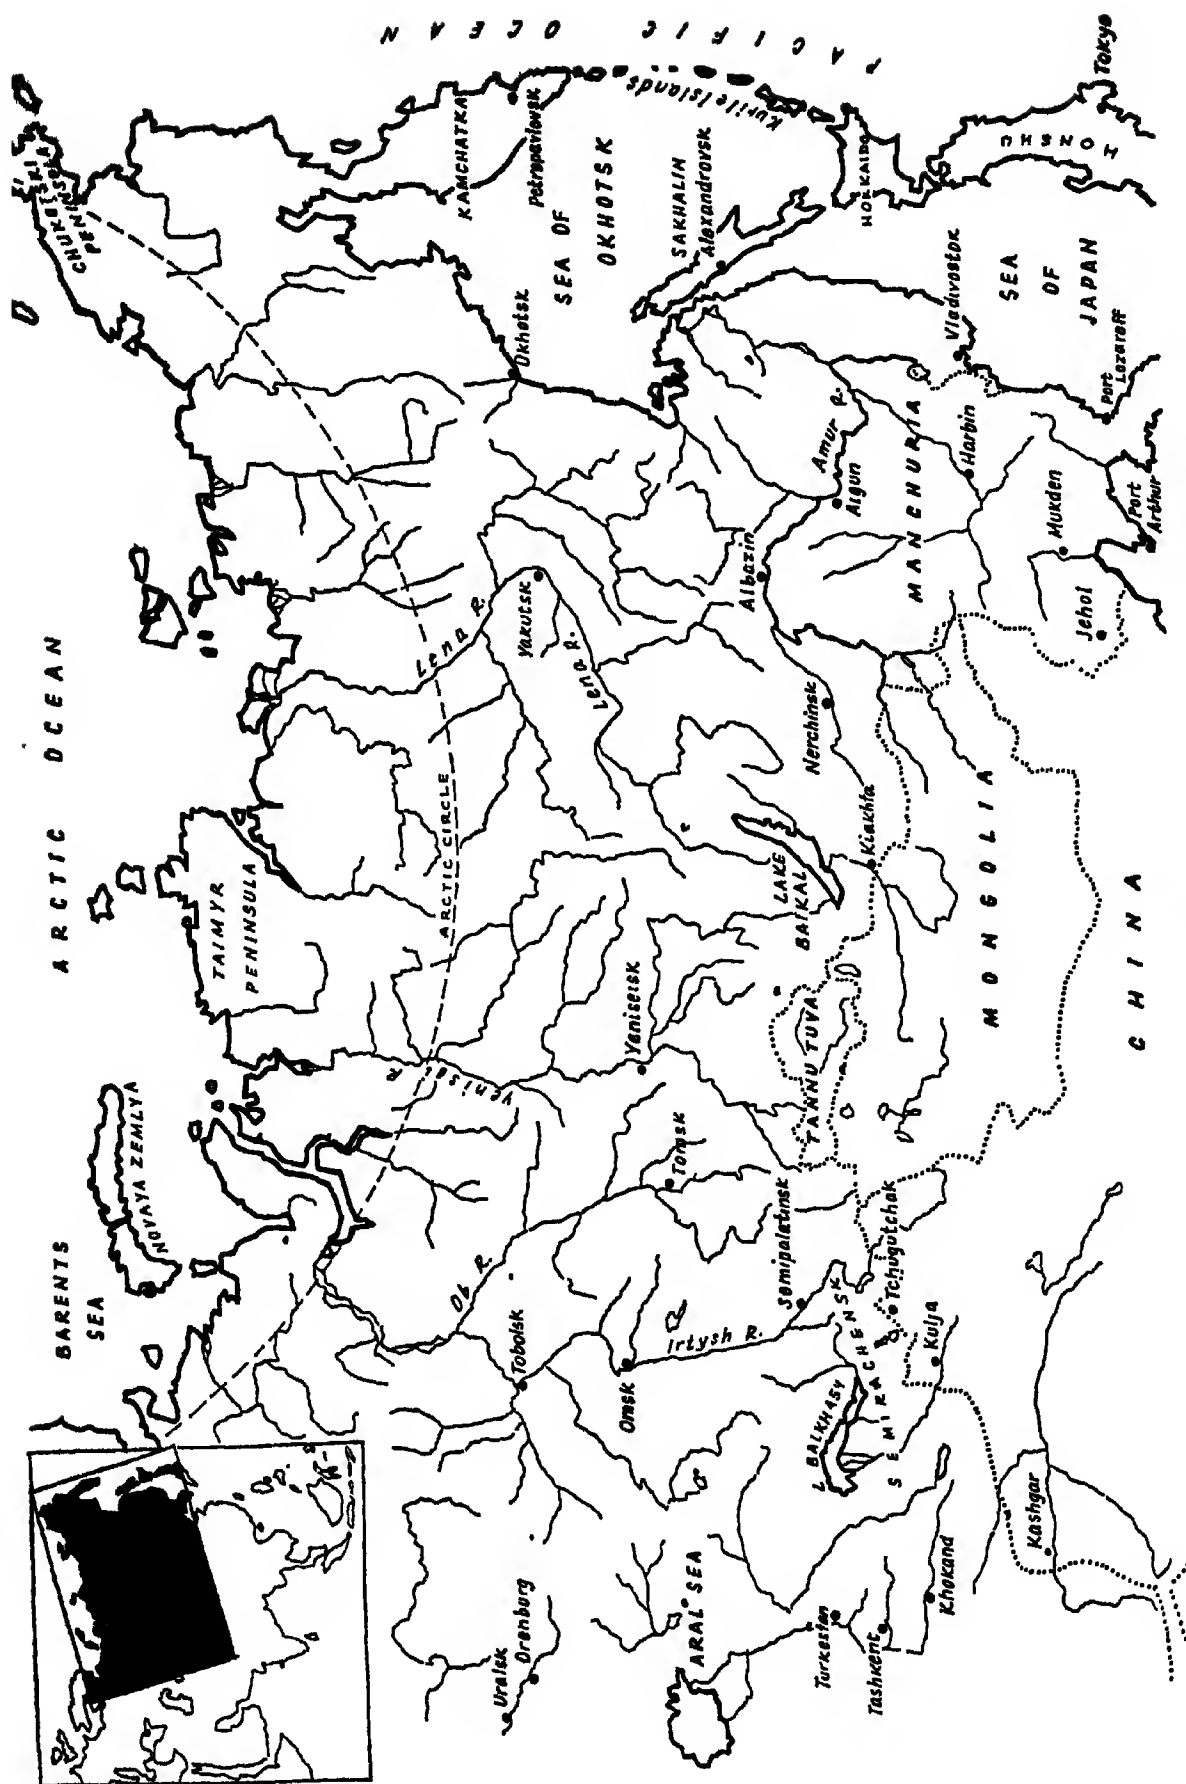 ARCTIC OCEAN
PACIFIC OCEAN
BARENTS
SEA
NOVAYA ZEMLYA
TAIMYR
PENINSULA
CHUKOTSKI
PENINSULA
ARCTIC CIRCLE
KAMCHATKA
Petropavlovsk
Kurile Islands
SEA OF
OKHOTSK
Okhotsk
SAKHALIN
Alexandrovsk
HOKKAIDO
HONSHU
Tokyo
SEA
OF
JAPAN
Vladivostok
Port
Lazareff
Port
Arthur
Lena R.
Yakutsk
Lena R.
Yenisei R
Yeniseisk
Ob R.
Tobolsk
Tomsk
Omsk
Irtysh R.
Semipalatinsk
Uralsk
Orenburg
ARAL SEA
L BALKHASH
SEMIRACHENSK
Tchugutchak
Kulja
Turkestan
Tashkent
Khokand
Kashgar
TANNU TUVA
LAKE
BAIKAL
Kiakhta
Nerchinsk
Albazin
Aigun
Amur R.
MANCHURIA
Harbin
Mukden
Jehol
MONGOLIA
CHINA